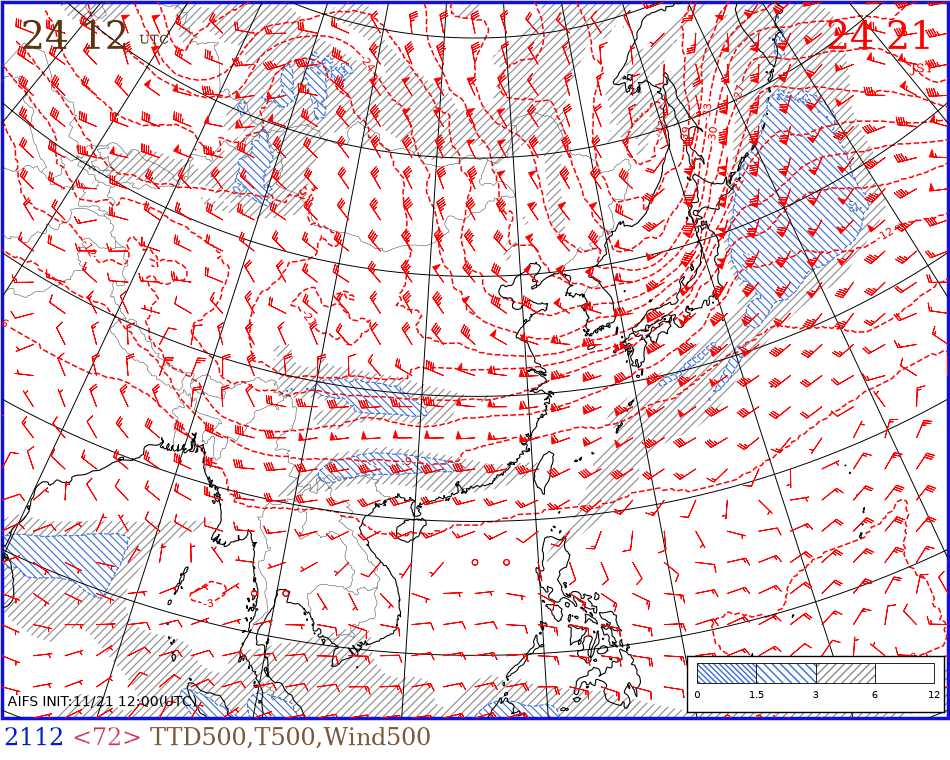 24 12 UTC
24 21
JST
AIFS INIT:11/21 12:00(UTC)
0 1.5 3 6 12
2112 <72> TTD500,T500,Wind500